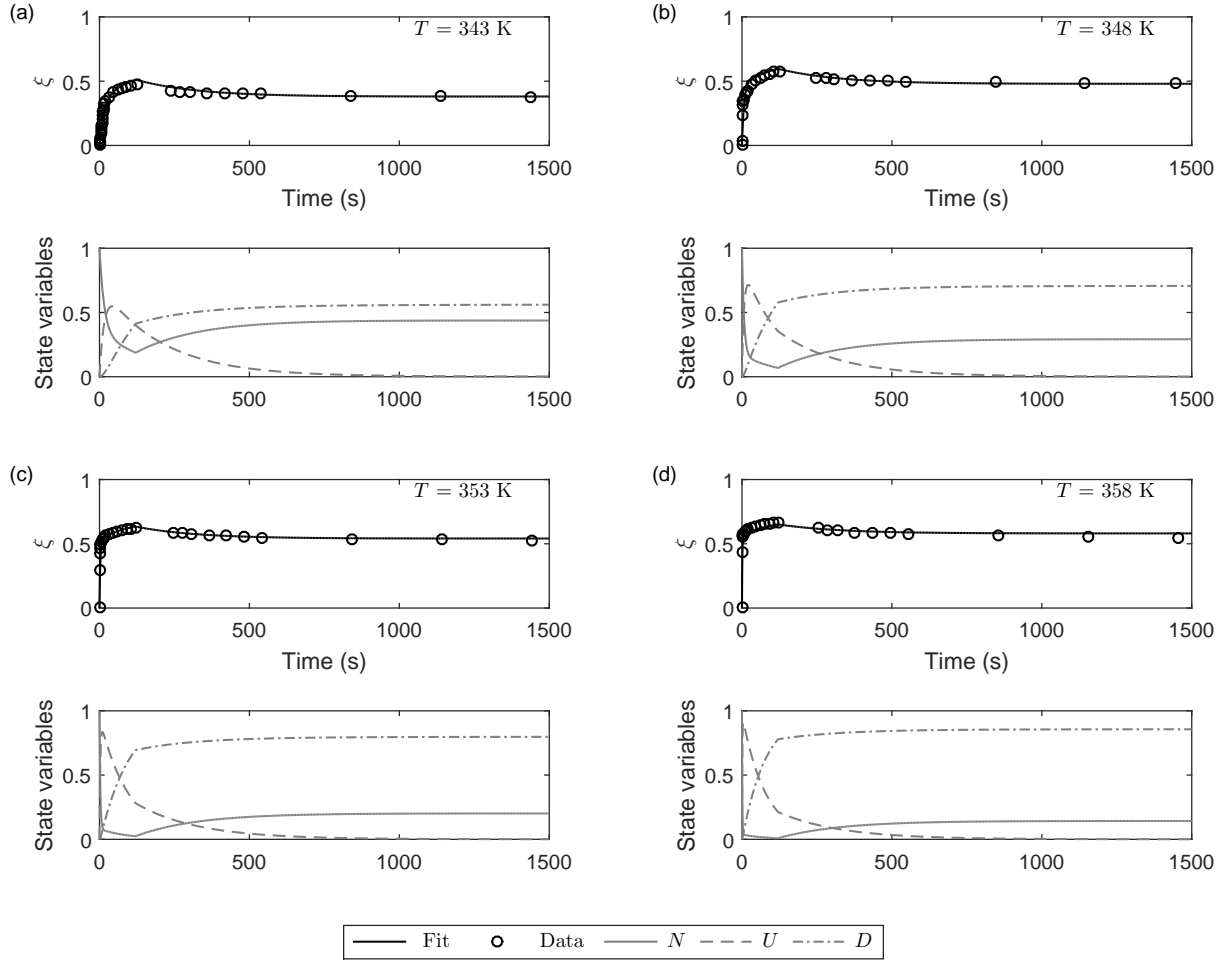 (a)
1
0.5
0
ξ
T = 343 K
0 500 1000 1500
Time (s)
1
0.5
0
State variables
0 500 1000 1500
(b)
1
0.5
0
ξ
T = 348 K
0 500 1000 1500
Time (s)
1
0.5
0
State variables
0 500 1000 1500
(c)
1
0.5
0
ξ
T = 353 K
0 500 1000 1500
Time (s)
1
0.5
0
State variables
0 500 1000 1500
(d)
1
0.5
0
ξ
T = 358 K
0 500 1000 1500
Time (s)
1
0.5
0
State variables
0 500 1000 1500
Fit Data N U D